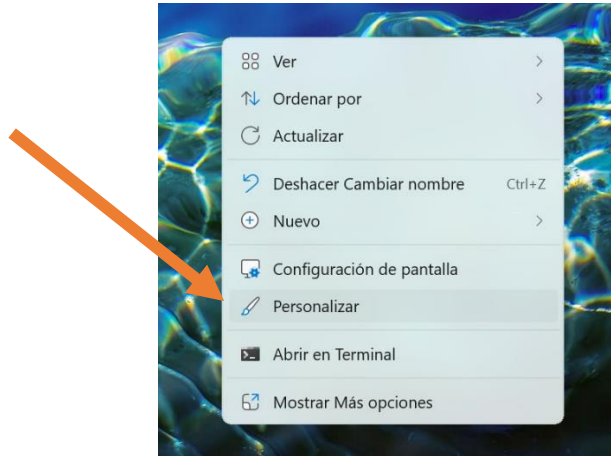 Ver
Ordenar por
Actualizar
Deshacer Cambiar nombre Ctrl+Z
Nuevo
Configuración de pantalla
Personalizar
Abrir en Terminal
Mostrar Más opciones